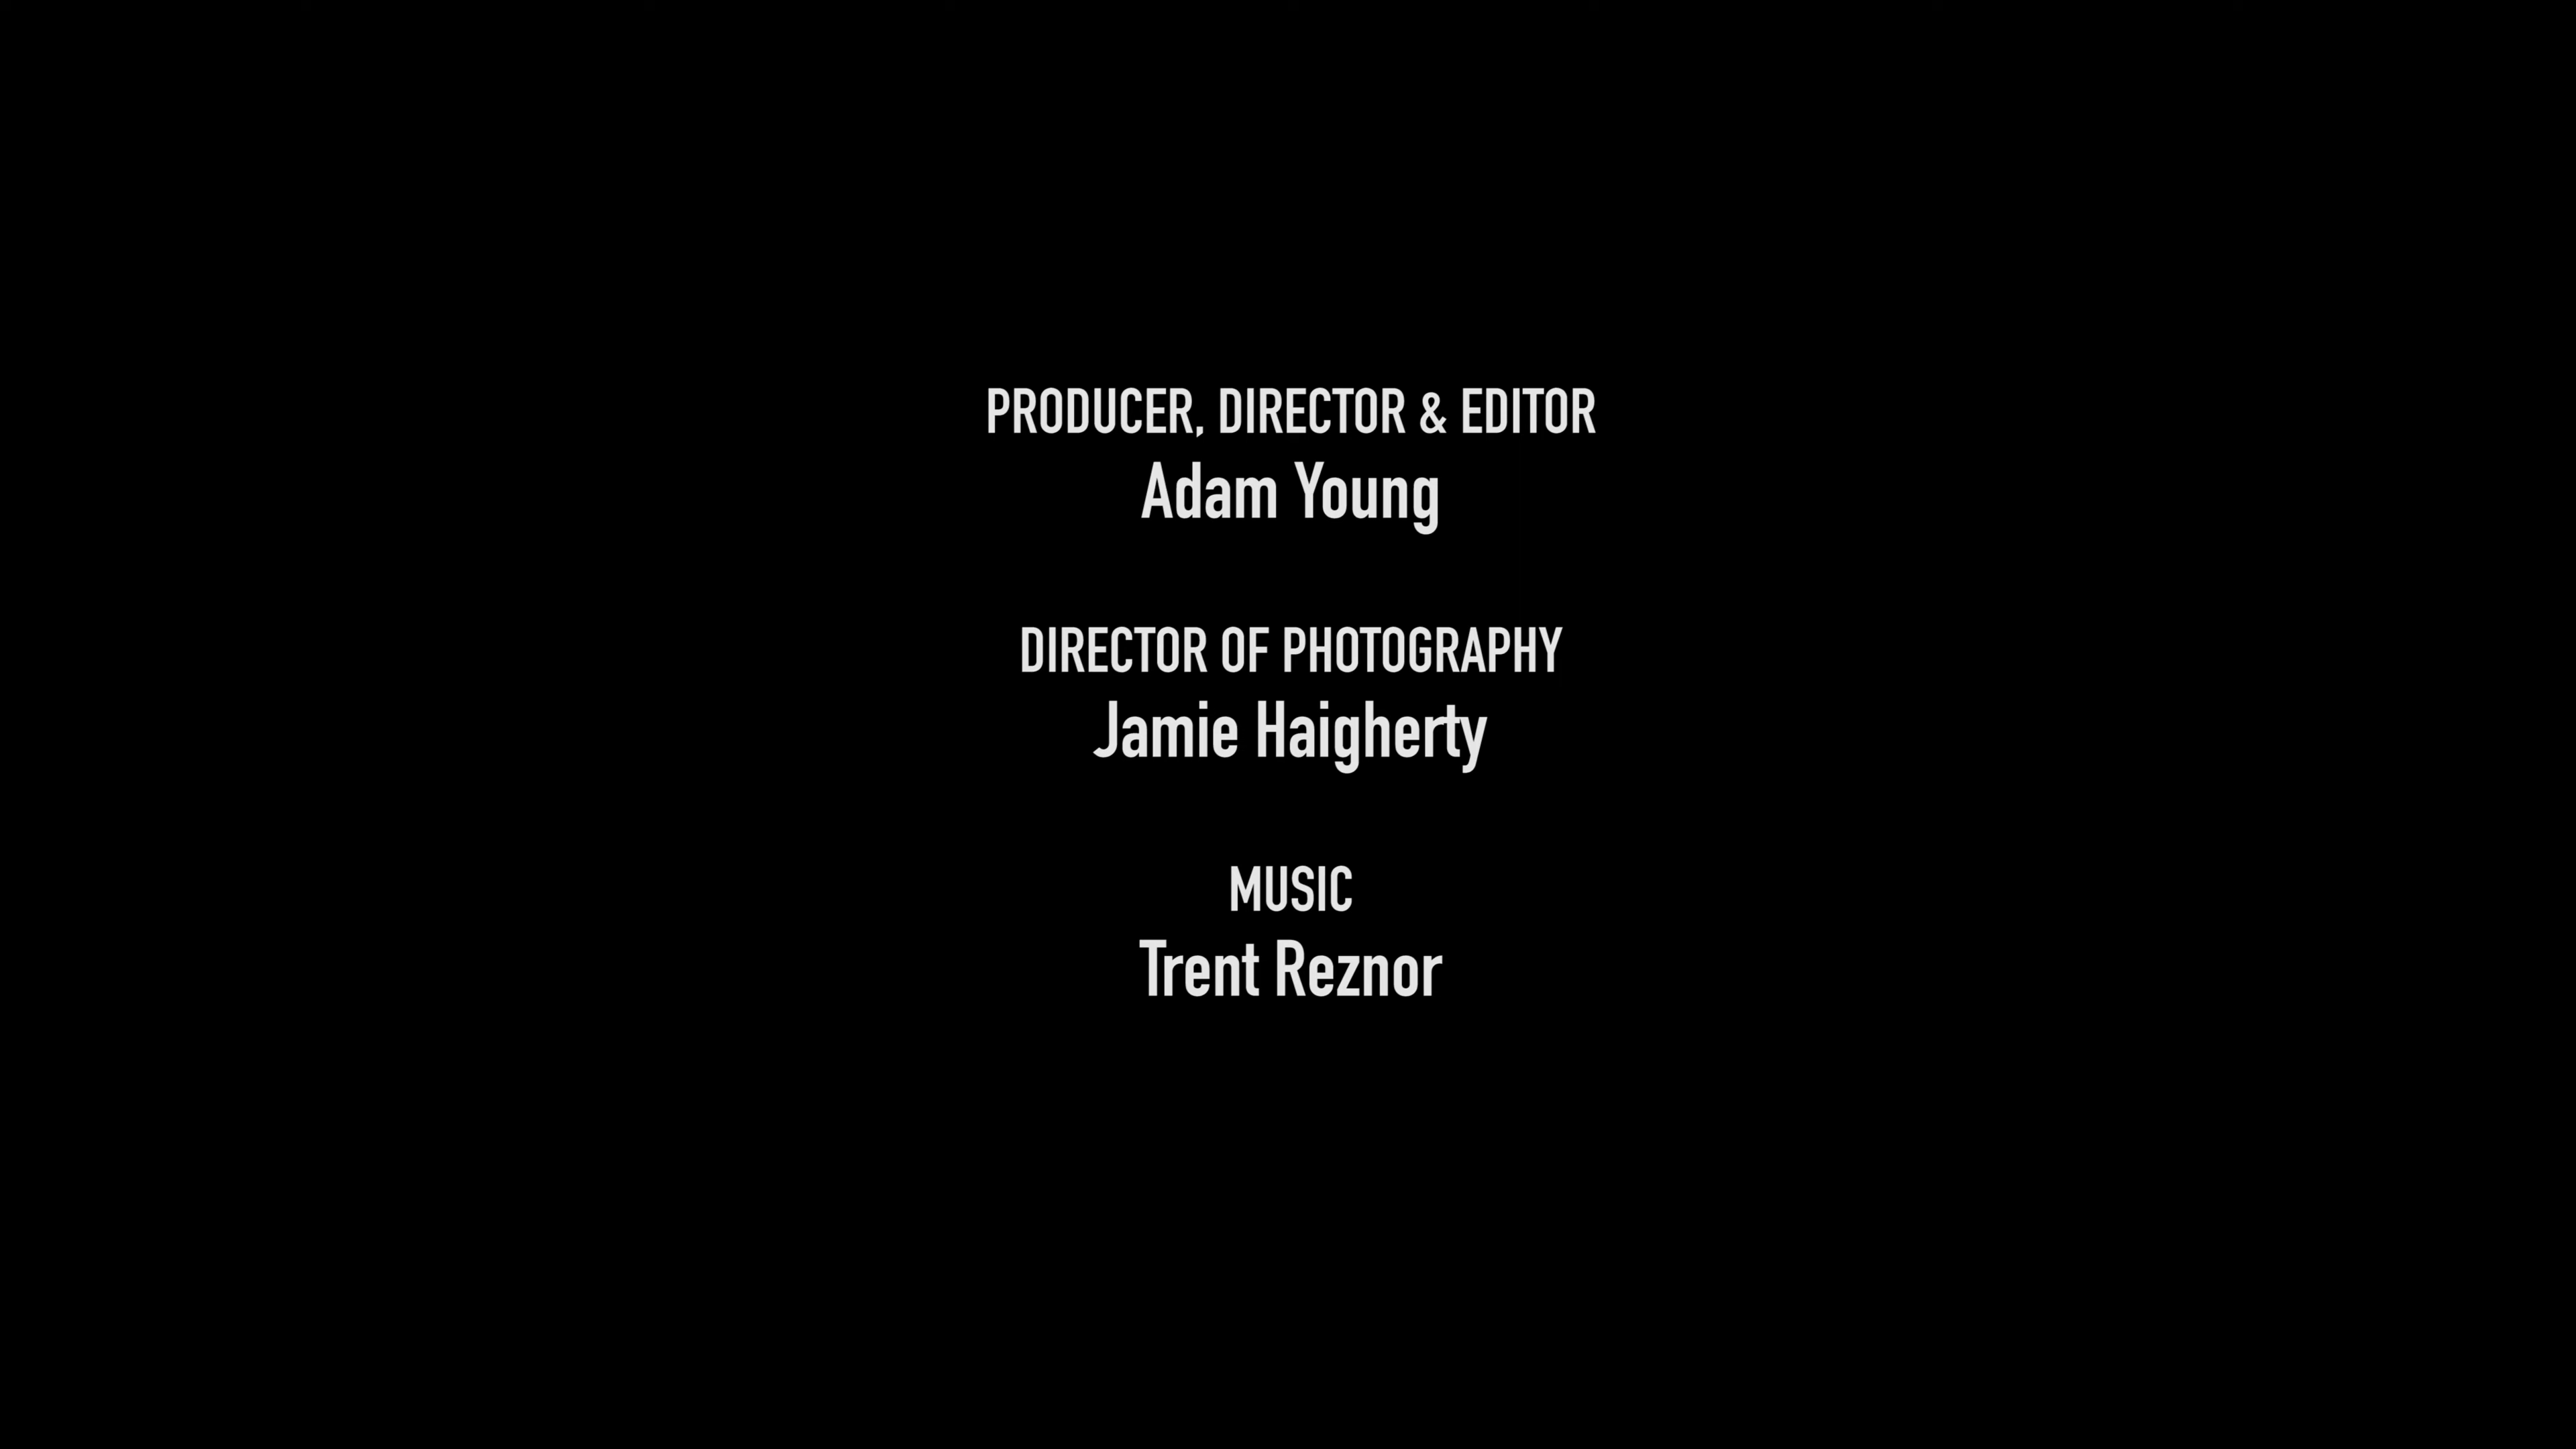 PRODUCER, DIRECTOR & EDITOR
Adam Young
DIRECTOR OF PHOTOGRAPHY
Jamie Haigherty
MUSIC
Trent Reznor